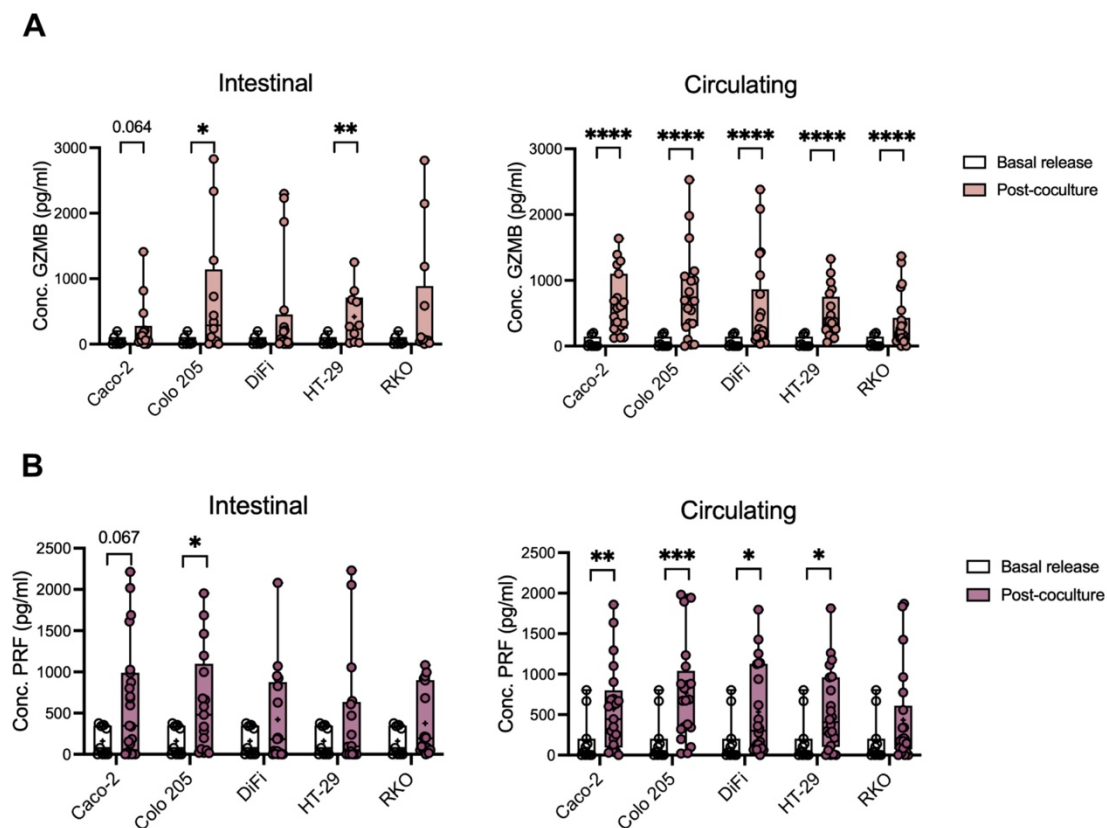 A
Intestinal
Circulating
0.064
*
**
****
****
****
****
****
Basal release
Post-coculture
Conc. GZMB (pg/ml)
3000
2000
1000
0
Caco-2
Colo 205
DiFi
HT-29
RKO
Conc. GZMB (pg/ml)
3000
2000
1000
0
Caco-2
Colo 205
DiFi
HT-29
RKO
B
Intestinal
Circulating
0.067
*
**
***
*
*
Basal release
Post-coculture
Conc. PRF (pg/ml)
2500
2000
1500
1000
500
0
Caco-2
Colo 205
DiFi
HT-29
RKO
Conc. PRF (pg/ml)
2500
2000
1500
1000
500
0
Caco-2
Colo 205
DiFi
HT-29
RKO